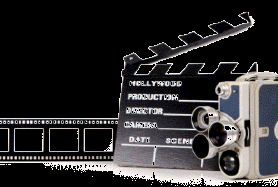 HOLLYWOOD
PRODUCTION
DIRECTOR
CAMERA
DATE SCENE